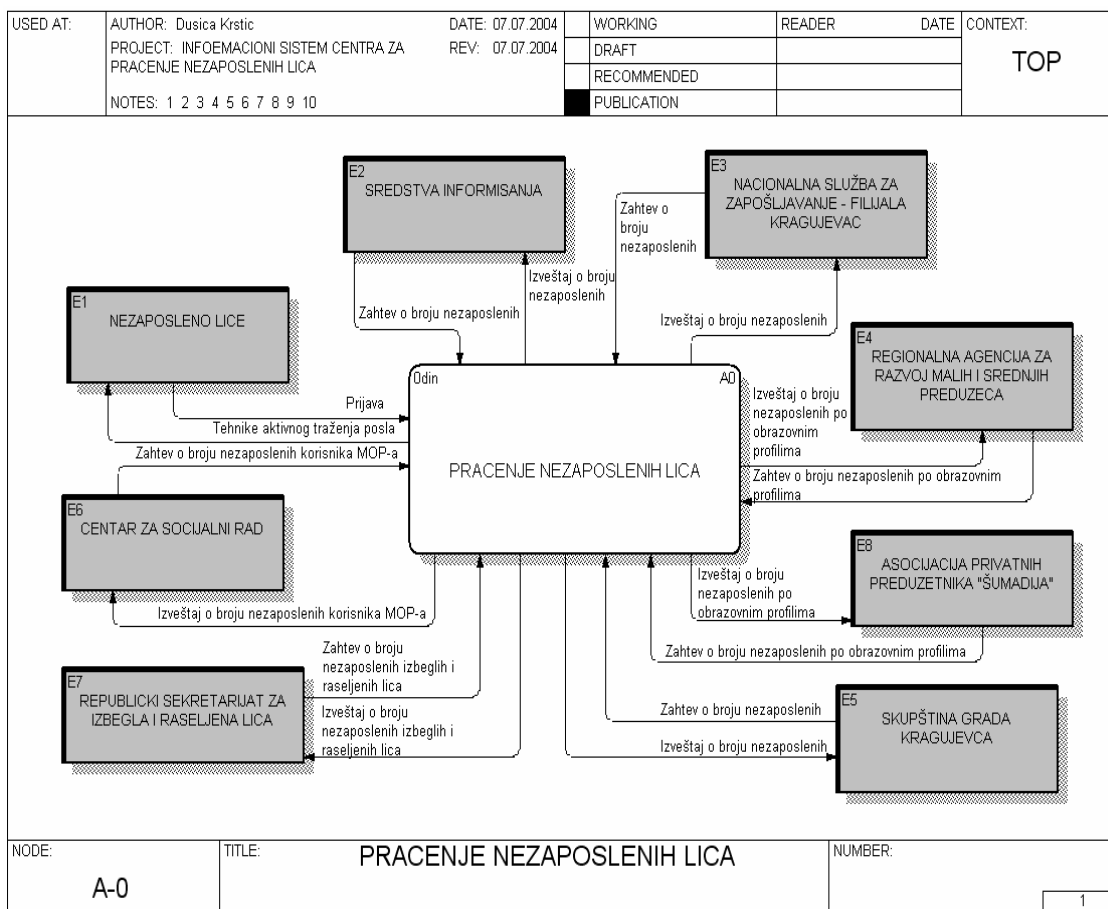 USED AT:
AUTHOR: Dusica Krstic
DATE: 07.07.2004
PROJECT: INFOEMACIONI SISTEM CENTRA ZA
PRACENJE NEZAPOSLENIH LICA
REV: 07.07.2004
NOTES: 1 2 3 4 5 6 7 8 9 10
WORKING
DRAFT
RECOMMENDED
PUBLICATION
READER
DATE
CONTEXT:
TOP
E2
SREDSTVA INFORMISANJA
E3
NACIONALNA SLUŽBA ZA
ZAPOŠLJAVANJE - FILIJALA
KRAGUJEVAC
Zahtev o
broju
nezaposlenih
Izveštaj o broju
nezaposlenih
E1
NEZAPOSLENO LICE
Zahtev o broju nezaposlenih
Izveštaj o broju nezaposlenih
E4
REGIONALNA AGENCIJA ZA
RAZVOJ MALIH I SREDNJIH
PREDUZECA
0din
A0
PRACENJE NEZAPOSLENIH LICA
Prijava
Tehnike aktivnog traženja posla
Zahtev o broju nezaposlenih korisnika MOP-a
Izveštaj o broju
nezaposlenih po
obrazovnim
profilima
Zahtev o broju nezaposlenih po obrazovnim
profilima
E6
CENTAR ZA SOCIJALNI RAD
E8
ASOCIJACIJA PRIVATNIH
PREDUZETNIKA "ŠUMADIJA"
Izveštaj o broju
nezaposlenih po
obrazovnim profilima
Izveštaj o broju nezaposlenih korisnika MOP-a
Zahtev o broju
nezaposlenih izbeglih i
raseljenih lica
Zahtev o broju nezaposlenih po obrazovnim profilima
E7
REPUBLICKI SEKRETARIJAT ZA
IZBEGLA I RASELJENA LICA
Izveštaj o broju
nezaposlenih izbeglih i
raseljenih lica
Zahtev o broju nezaposlenih
Izveštaj o broju nezaposlenih
E5
SKUPŠTINA GRADA
KRAGUJEVCA
NODE:
A-0
TITLE:
PRACENJE NEZAPOSLENIH LICA
NUMBER:
1